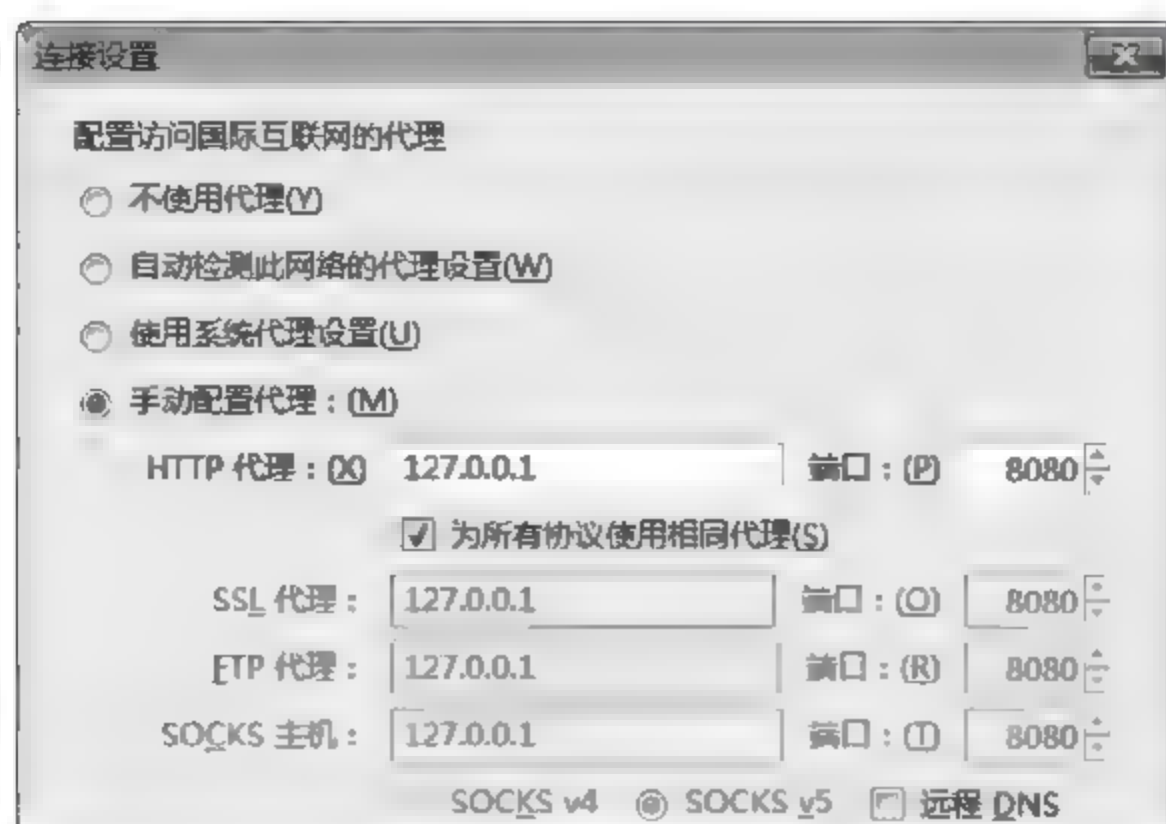 连接设置
配置访问国际互联网的代理
不使用代理(Y)
自动检测此网络的代理设置(W)
使用系统代理设置(U)
手动配置代理：(M)
HTTP 代理：(X) 127.0.0.1 端口：(P) 8080
为所有协议使用相同代理(S)
SSL 代理： 127.0.0.1 端口：(O) 8080
FTP 代理： 127.0.0.1 端口：(R) 8080
SOCKS 主机： 127.0.0.1 端口：(T) 8080
SOCKS v4 SOCKS v5 远程 DNS